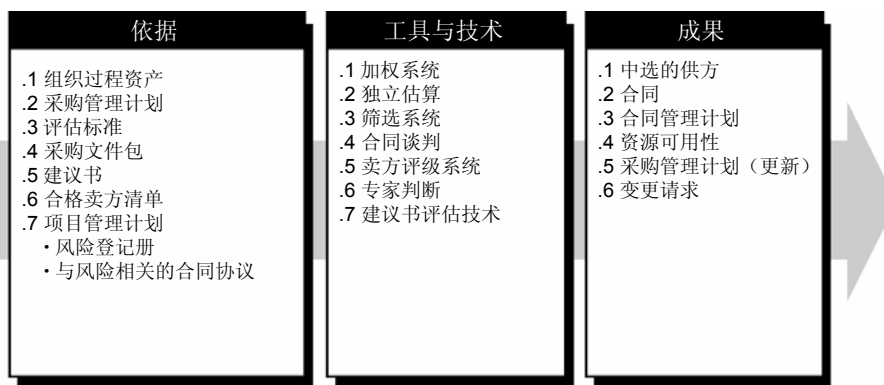 依据
.1 组织过程资产
.2 采购管理计划
.3 评估标准
.4 采购文件包
.5 建议书
.6 合格卖方清单
.7 项目管理计划
·风险登记册
·与风险相关的合同协议
工具与技术
.1 加权系统
.2 独立估算
.3 筛选系统
.4 合同谈判
.5 卖方评级系统
.6 专家判断
.7 建议书评估技术
成果
.1 中选的供方
.2 合同
.3 合同管理计划
.4 资源可用性
.5 采购管理计划（更新）
.6 变更请求